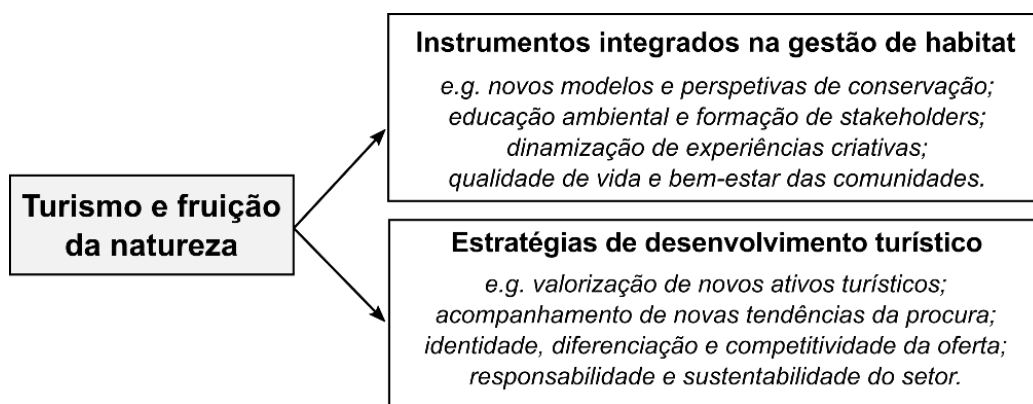 Turismo e fruição
da natureza
Instrumentos integrados na gestão de habitat
e.g. novos modelos e perspetivas de conservação;
educação ambiental e formação de stakeholders;
dinamização de experiências criativas;
qualidade de vida e bem-estar das comunidades.
Estratégias de desenvolvimento turístico
e.g. valorização de novos ativos turísticos;
acompanhamento de novas tendências da procura;
identidade, diferenciação e competitividade da oferta;
responsabilidade e sustentabilidade do setor.